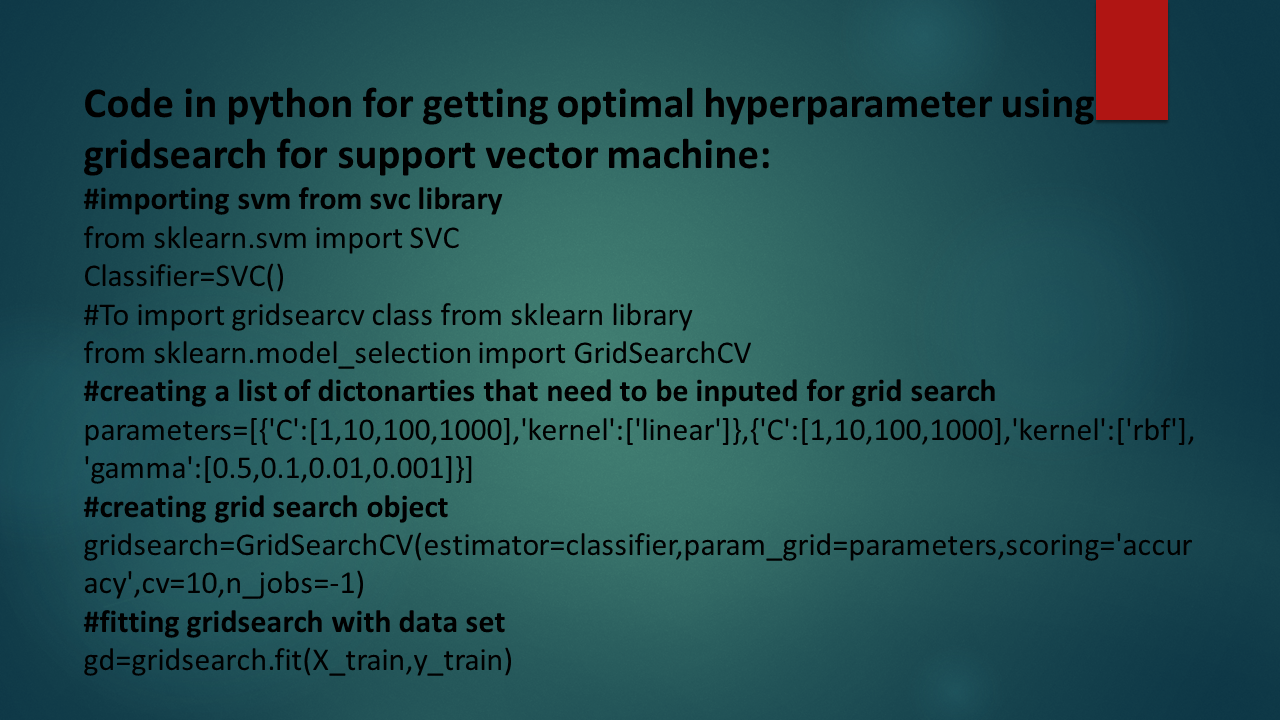 Code in python for getting optimal hyperparameter using
gridsearch for support vector machine:
#importing svm from svc library
from sklearn.svm import SVC
Classifier=SVC()
#To import gridsearcv class from sklearn library
from sklearn.model_selection import GridSearchCV
#creating a list of dictonarties that need to be inputed for grid search
parameters=[{'C':[1,10,100,1000],'kernel':['linear']},{'C':[1,10,100,1000],'kernel':['rbf'],
'gamma':[0.5,0.1,0.01,0.001]}]
#creating grid search object
gridsearch=GridSearchCV(estimator=classifier,param_grid=parameters,scoring='accur
acy',cv=10,n_jobs=-1)
#fitting gridsearch with data set
gd=gridsearch.fit(X_train,y_train)